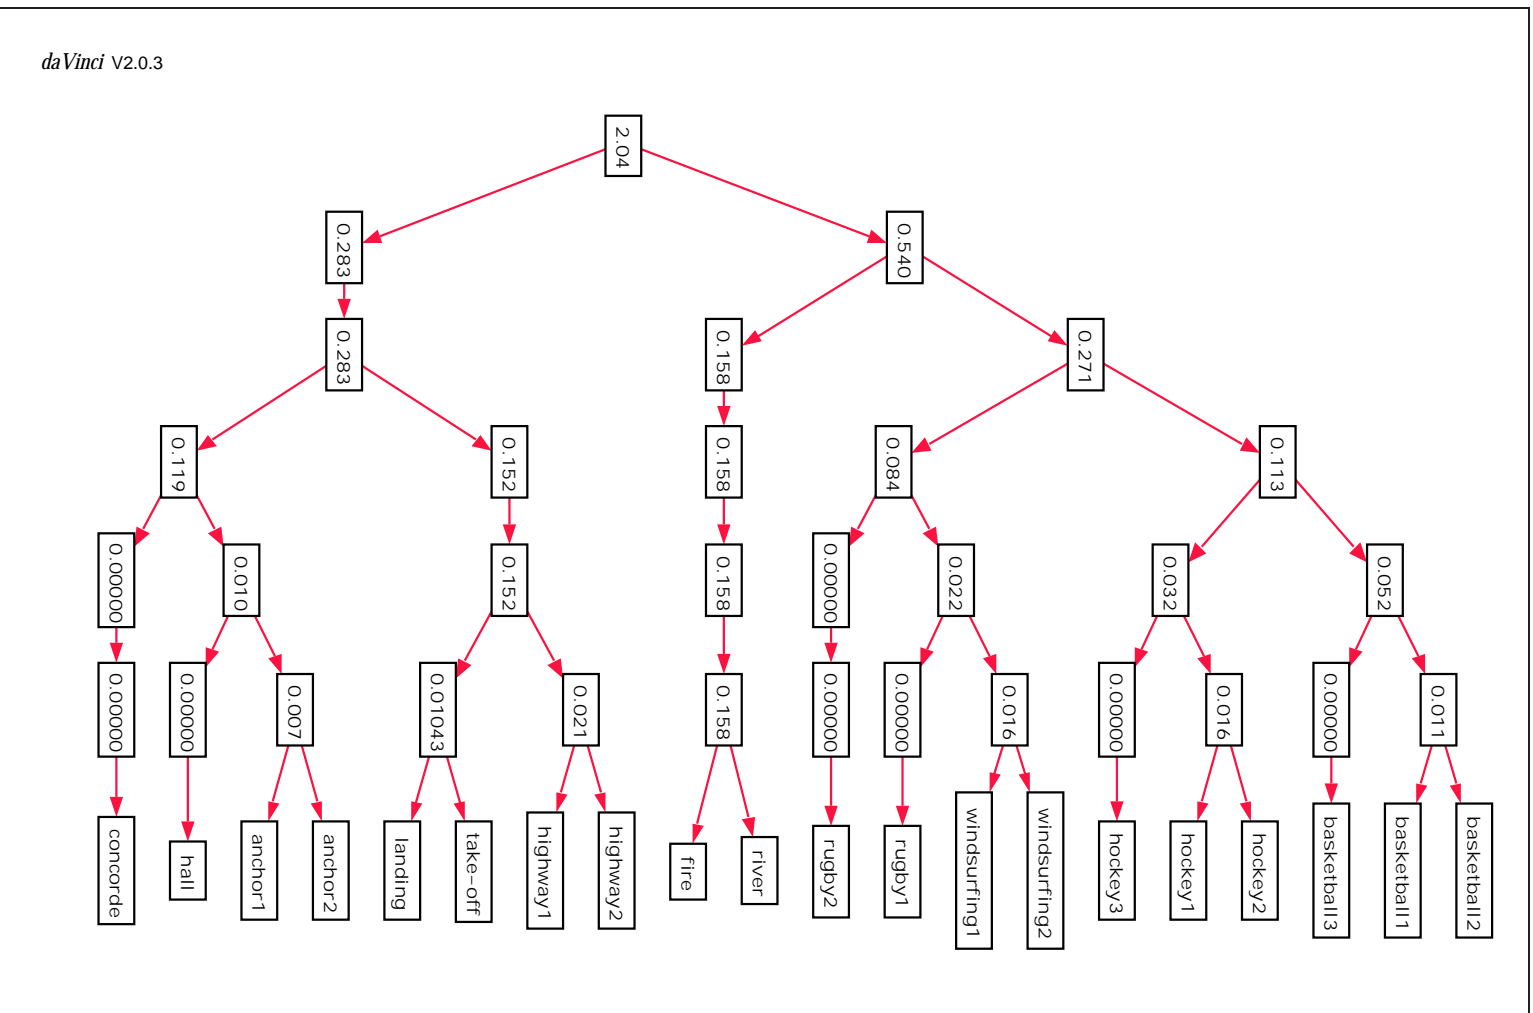 daVinci V2.0.3
2.04
0.283
0.540
0.283
0.158
0.271
0.119
0.152
0.158
0.084
0.113
0.00000
0.010
0.152
0.158
0.00000
0.022
0.032
0.052
0.00000
0.00000
0.007
0.01043
0.021
0.158
0.00000
0.00000
0.016
0.00000
0.016
0.00000
0.011
concorde
hall
anchor1
anchor2
landing
take-off
highway1
highway2
fire
river
rugby2
rugby1
windsurfing1
windsurfing2
hockey3
hockey1
hockey2
basketball3
basketball1
basketball2